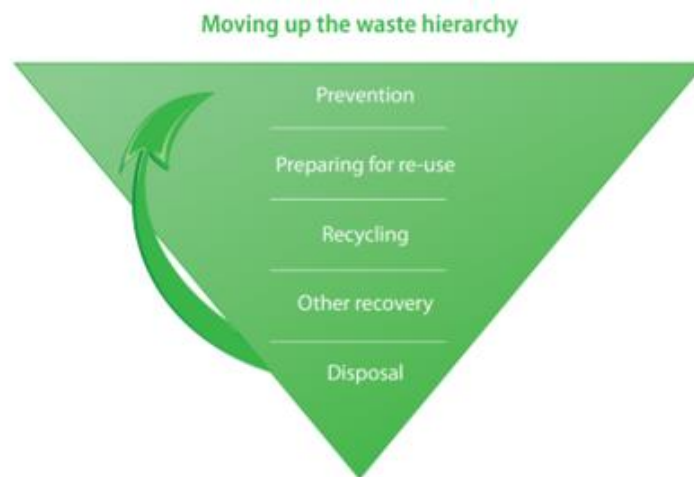 Moving up the waste hierarchy
Prevention
Preparing for re-use
Recycling
Other recovery
Disposal